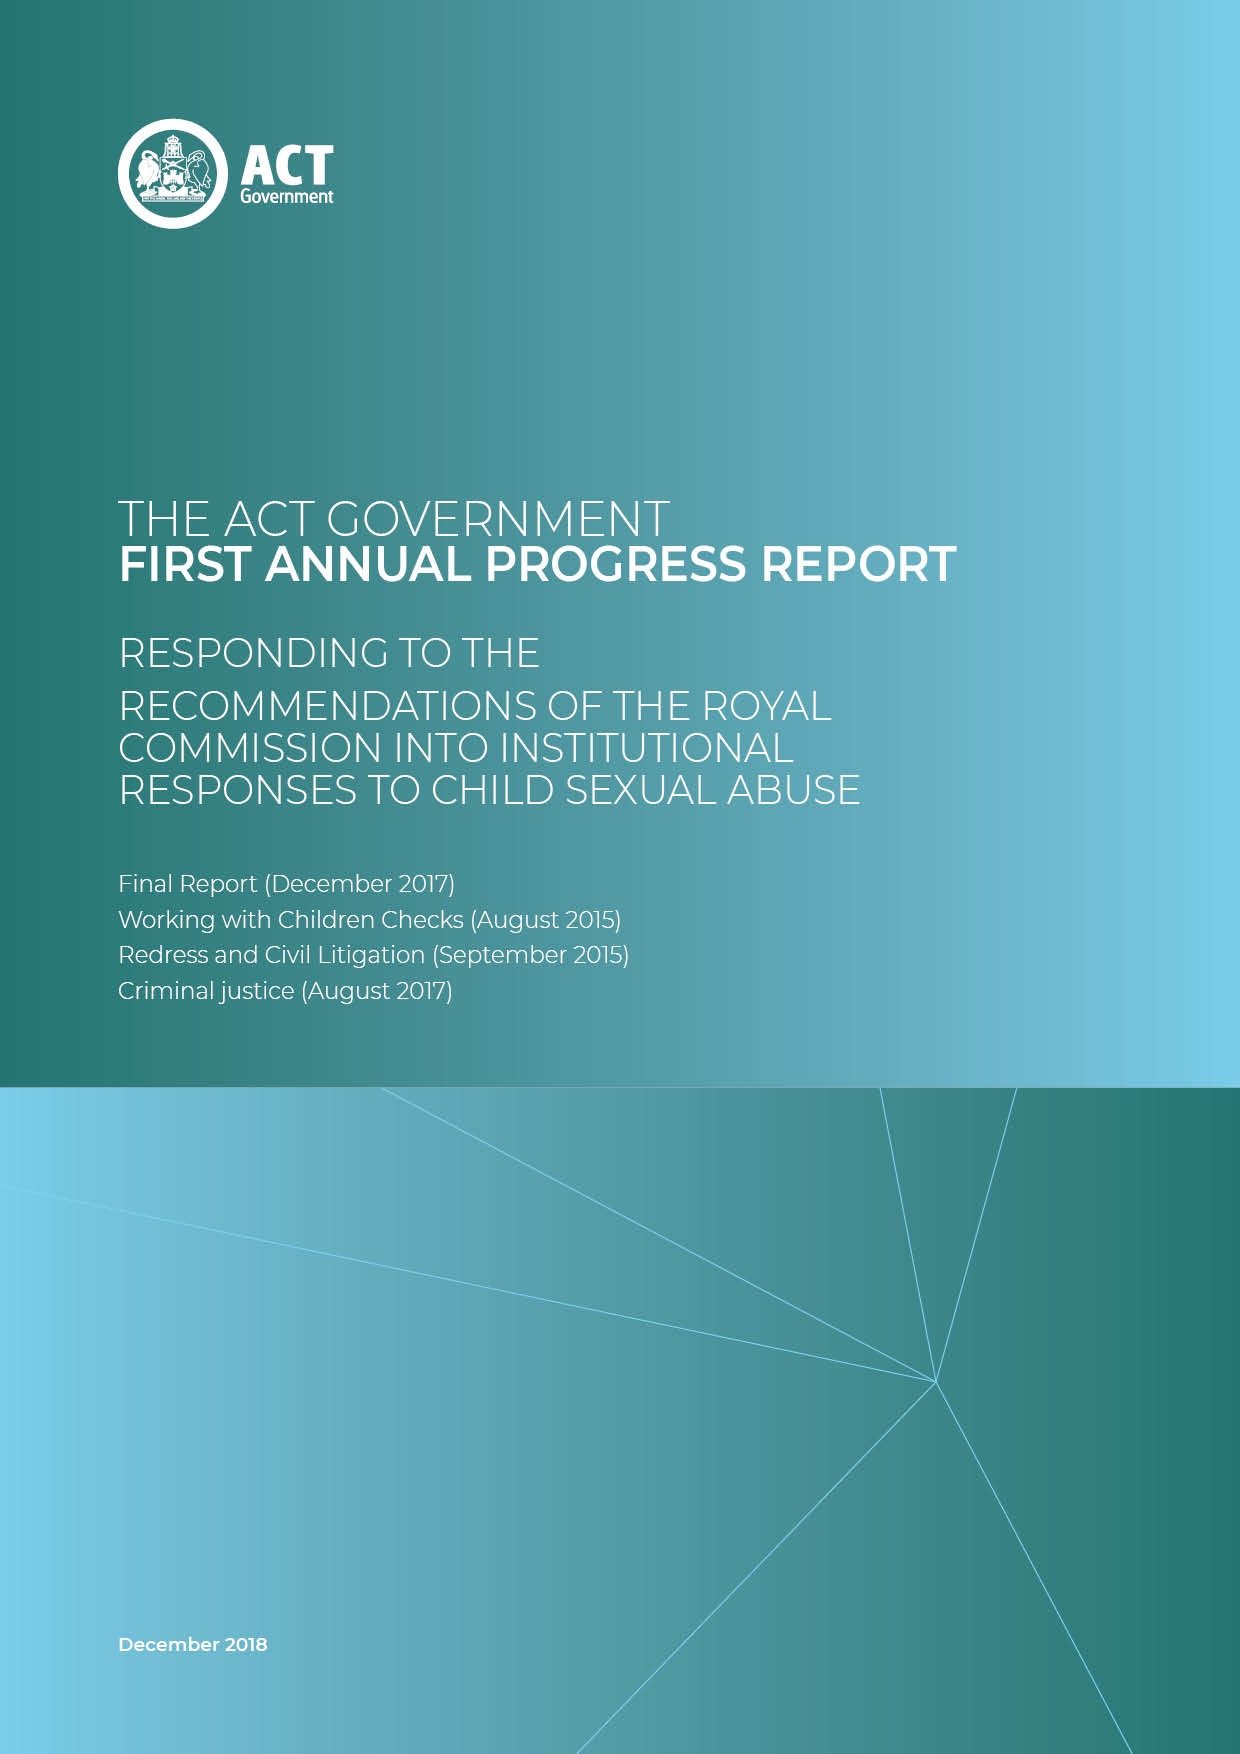 ACT
Government
THE ACT GOVERNMENT
FIRST ANNUAL PROGRESS REPORT
RESPONDING TO THE
RECOMMENDATIONS OF THE ROYAL
COMMISSION INTO INSTITUTIONAL
RESPONSES TO CHILD SEXUAL ABUSE
Final Report (December 2017)
Working with Children Checks (August 2015)
Redress and Civil Litigation (September 2015)
Criminal justice (August 2017)
December 2018